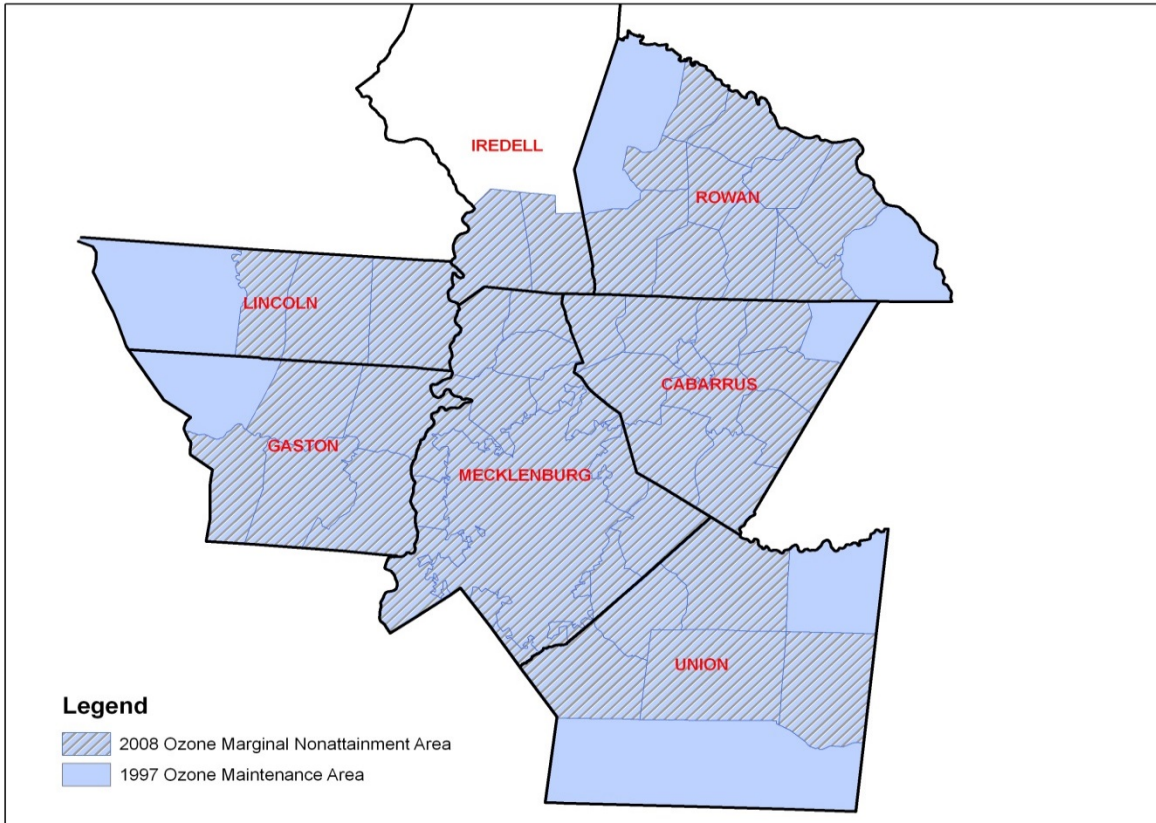 IREDELL
ROWAN
LINCOLN
CABARRUS
GASTON
MECKLENBURG
UNION
Legend
2008 Ozone Marginal Nonattainment Area
1997 Ozone Maintenance Area